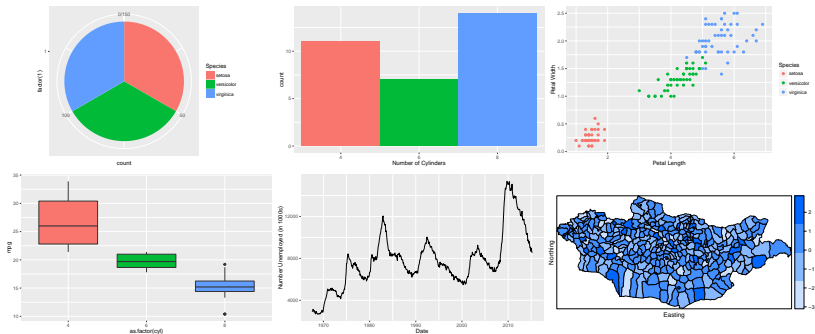 0/150
1
50
100
factor(1)
count
Species
setosa
versicolor
virginica
10
5
0
count
4
6
8
Number of Cylinders
2.5
2.0
1.5
1.0
0.5
0.0
Petal Width
2
4
6
Petal Length
Species
setosa
versicolor
virginica
35
30
25
20
15
10
mpg
4
6
8
as.factor(cyl)
12000
8000
4000
Number Unemployed (in 1000s)
1970
1980
1990
2000
2010
Date
Northing
Easting
2
1
0
−1
−2
−3